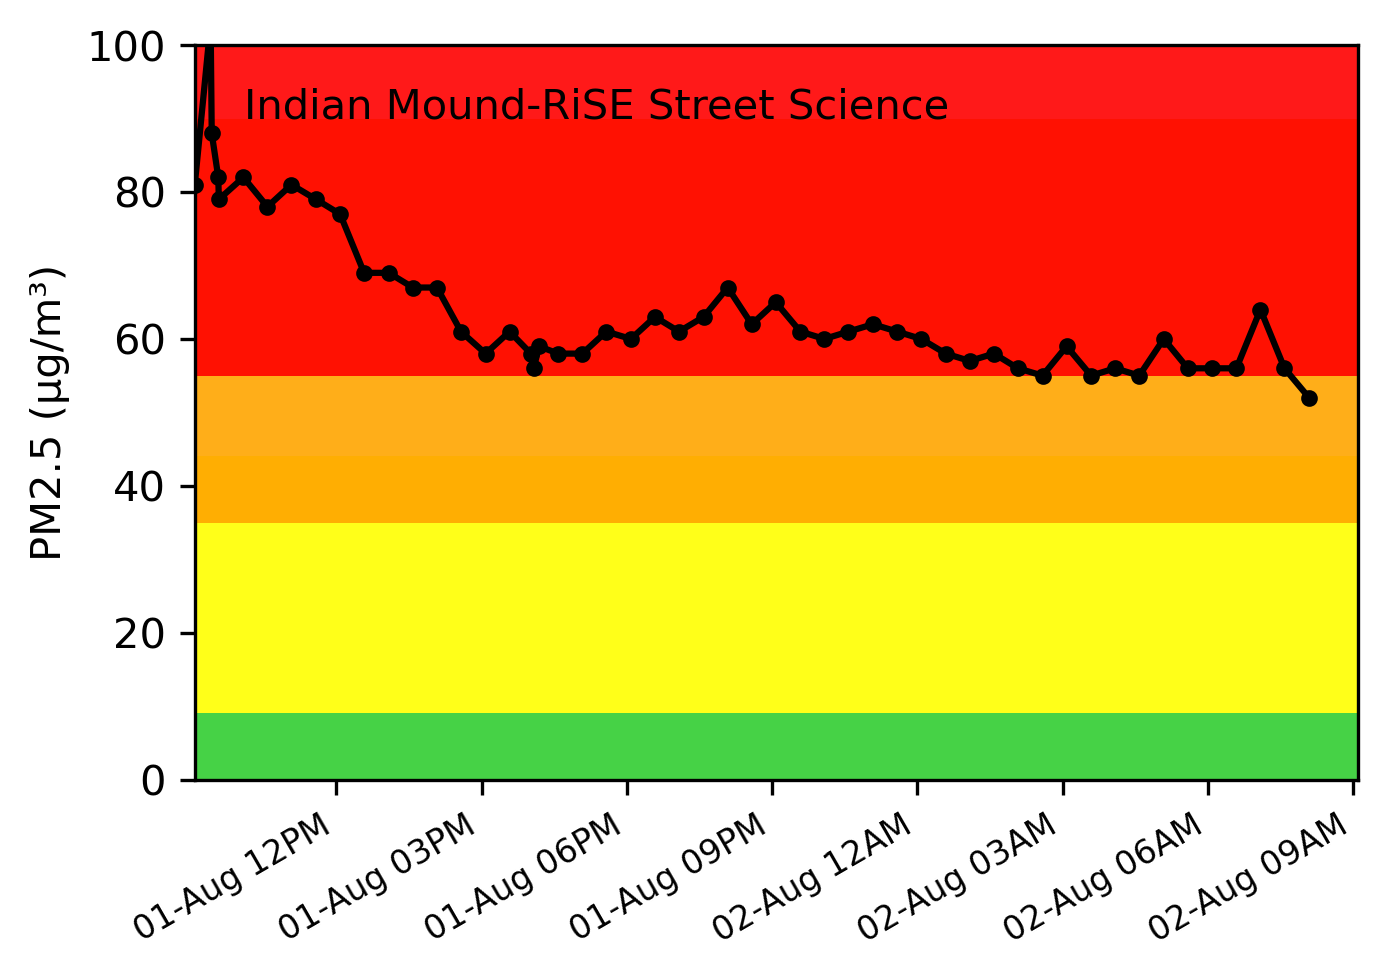 100
Indian Mound-RiSE Street Science
80
60
40
20
0
PM2.5 (µg/m³)
01-Aug 12PM
01-Aug 03PM
01-Aug 06PM
01-Aug 09PM
02-Aug 12AM
02-Aug 03AM
02-Aug 06AM
02-Aug 09AM